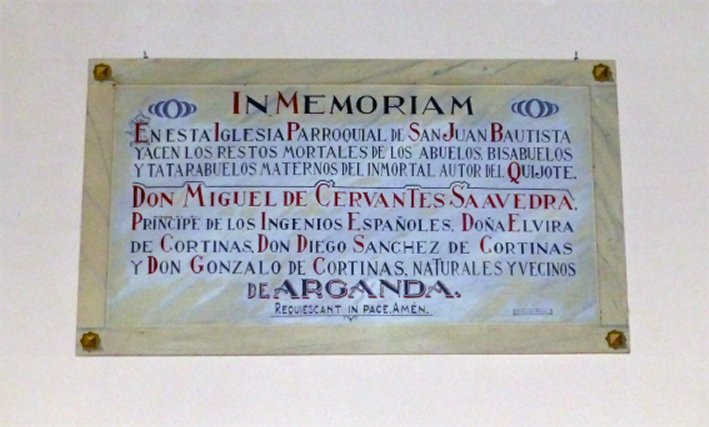 IN MEMORIAM
EN ESTA IGLESIA PARROQUIAL DE SAN JUAN BAUTISTA
YACEN LOS RESTOS MORTALES DE LOS ABUELOS, BISABUELOS
Y TATARABUELOS MATERNOS DEL INMORTAL AUTOR DEL QUIJOTE.
DON MIGUEL DE CERVANTES SAAVEDRA.
PRÍNCIPE DE LOS INGENIOS ESPAÑOLES, DOÑA ELVIRA
DE CORTINAS, DON DIEGO SANCHEZ DE CORTINAS
Y DON GONZALO DE CORTINAS, NATURALES Y VECINOS
DE ARGANDA.
REQUIESCANT IN PACE. AMÉN.